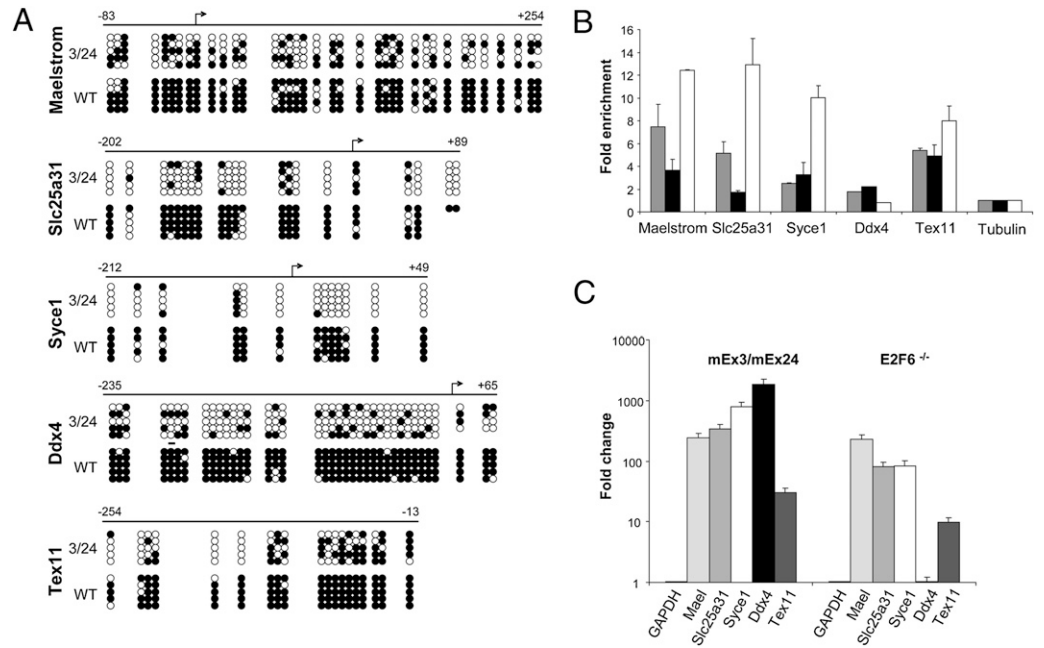 A
-83 +254
Maelstrom
3/24
WT
-202 +89
Slc25a31
3/24
WT
-212 +49
Syce1
3/24
WT
-235 +65
Ddx4
3/24
WT
-254 -13
Tex11
3/24
WT
B
Fold enrichment
16
14
12
10
8
6
4
2
0
Maelstrom Slc25a31 Syce1 Ddx4 Tex11 Tubulin
C
mEx3/mEx24 E2F6 -/-
Fold change
10000
1000
100
10
1
GAPDH Mael Slc25a31 Syce1 Ddx4 Tex11 GAPDH Mael Slc25a31 Syce1 Ddx4 Tex11